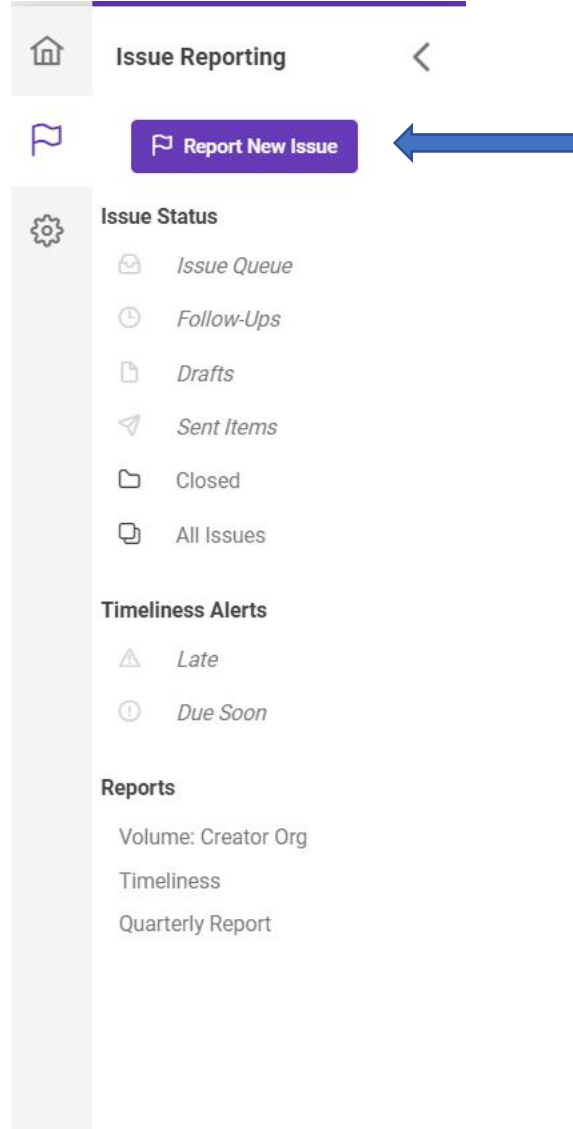 Issue Reporting
Report New Issue
Issue Status
Issue Queue
Follow-Ups
Drafts
Sent Items
Closed
All Issues
Timeliness Alerts
Late
Due Soon
Reports
Volume: Creator Org
Timeliness
Quarterly Report